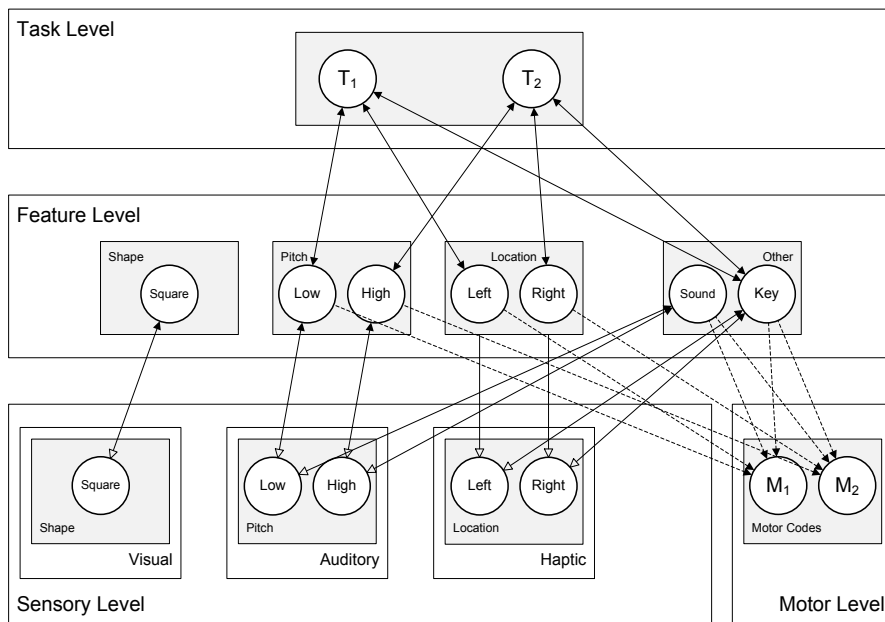 Task Level
T1
T2
Feature Level
Shape
Square
Pitch
Low
High
Location
Left
Right
Other
Sound
Key
Square
Shape
Visual
Low
High
Pitch
Auditory
Left
Right
Location
Haptic
Sensory Level
M1
M2
Motor Codes
Motor Level